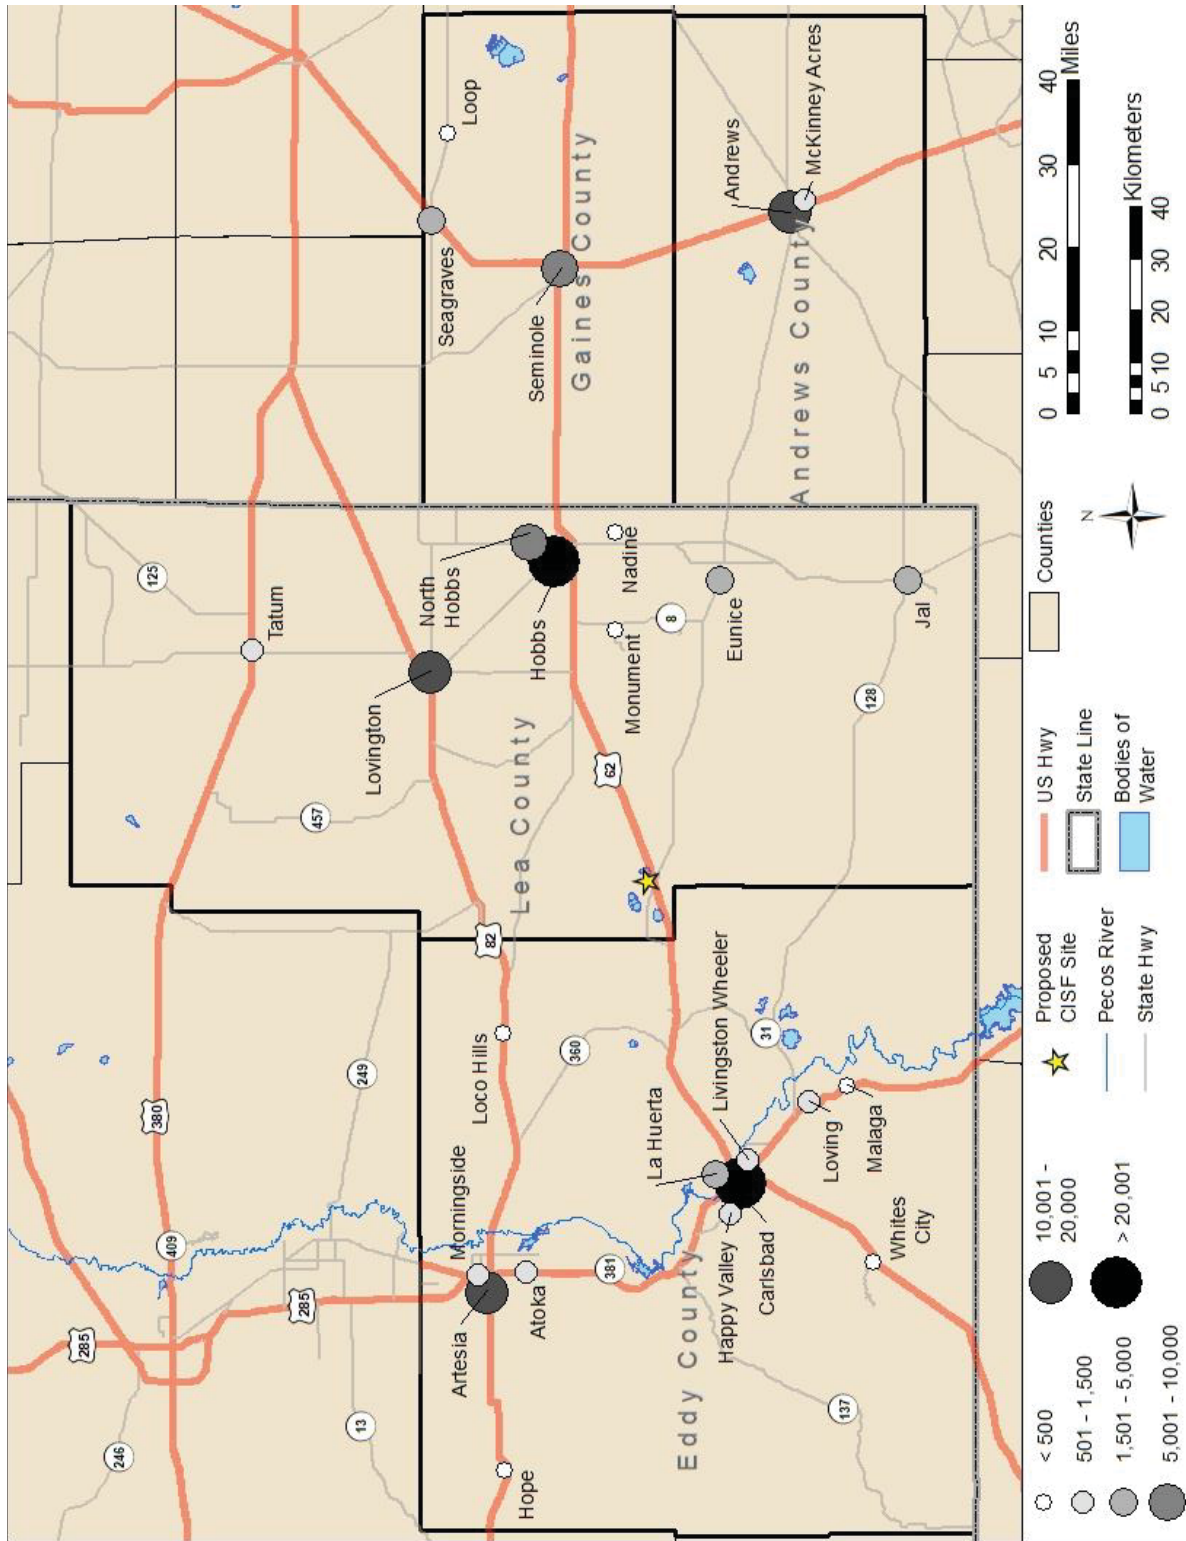 Loop
Seagraves
Seminole
Gaines County
Andrews
McKinney Acres
Andrews County
125
Tatum
North
Hobbs
Hobbs
Nadine
Monument
8
Eunice
Jal
Lovington
Lea County
457
62
128
82
380
249
Loco Hills
360
31
Livingston Wheeler
La Huerta
Loving
Malaga
409
Morningside
285
285
Artesia
Atoka
381
Happy Valley
Carlsbad
Whites
City
Eddy County
246
13
137
Hope
< 500
501 - 1,500
1,501 - 5,000
5,001 - 10,000
10,001 -
20,000
> 20,001
Proposed
CISF Site
Pecos River
State Hwy
US Hwy
State Line
Bodies of
Water
Counties
N
0 5 10 20 30 40
Miles
Kilometers
0 5 10 20 30 40